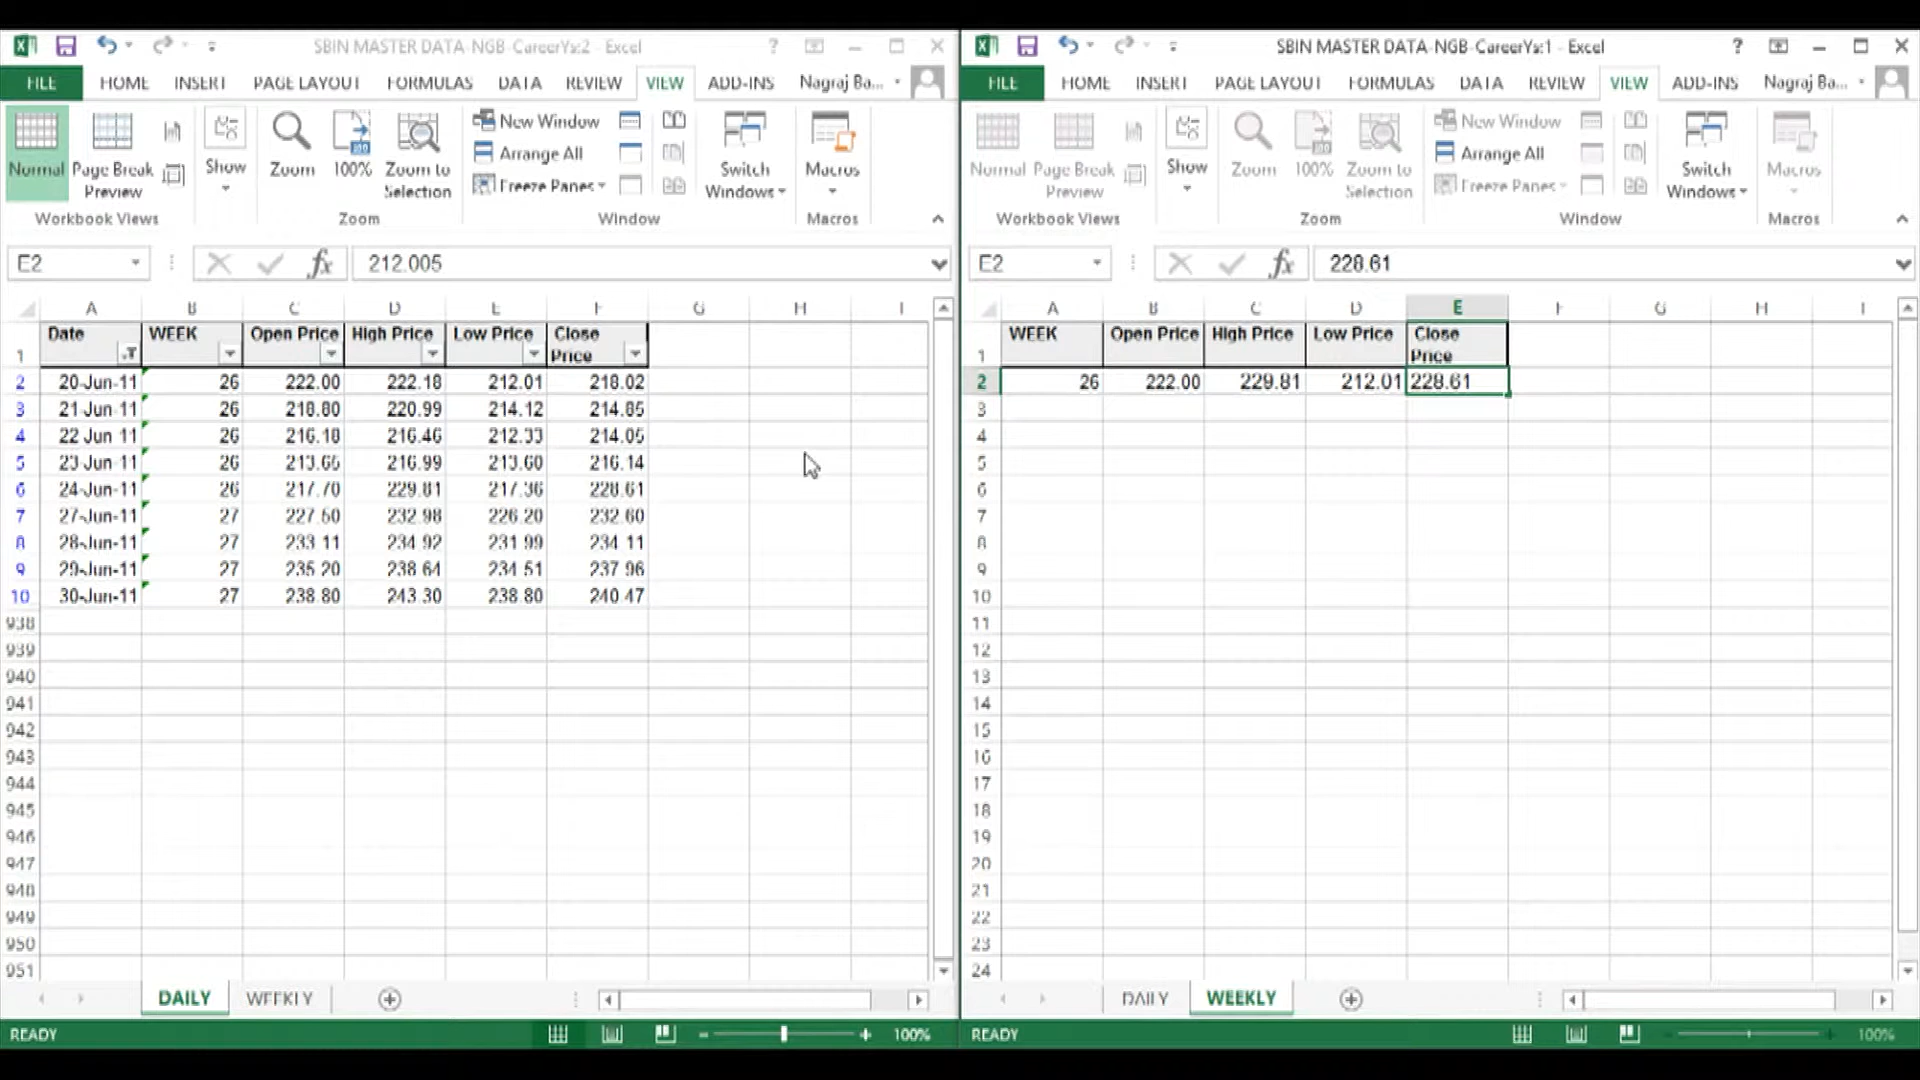 SBIN MASTER DATA-NGB-CareerYs:2 - Excel
FILE HOME INSERT PAGE LAYOUT FORMULAS DATA REVIEW VIEW ADD-INS Nagraj Ba...
Normal
Page Break
Preview
Show
Zoom
100%
Zoom to
Selection
New Window
Arrange All
Freeze Panes
Switch
Windows
Macros
Workbook Views Zoom Window Macros
E2 fx 212.005
A B C D E F G H I
1 Date WEEK Open Price High Price Low Price Close
Price
2 20-Jun-11 26 222.00 222.18 212.01 218.02
3 21-Jun-11 26 218.80 220.99 214.12 214.85
4 22-Jun-11 26 216.18 216.46 212.33 214.05
5 23-Jun-11 26 213.65 216.99 213.60 216.14
6 24-Jun-11 26 217.70 229.81 217.36 228.61
7 27-Jun-11 27 227.50 232.98 226.20 232.60
8 28-Jun-11 27 233.11 234.92 231.99 234.11
9 29-Jun-11 27 235.20 238.64 234.51 237.96
10 30-Jun-11 27 238.80 243.30 238.80 240.47
938
939
940
941
942
943
944
945
946
947
948
949
950
951
DAILY WEEKLY
READY 100%
SBIN MASTER DATA-NGB-CareerYs:1 - Excel
FILE HOME INSERT PAGE LAYOUT FORMULAS DATA REVIEW VIEW ADD-INS Nagraj Ba...
Normal
Page Break
Preview
Show
Zoom
100%
Zoom to
Selection
New Window
Arrange All
Freeze Panes
Switch
Windows
Macros
Workbook Views Zoom Window Macros
E2 fx 228.61
A B C D E F G H I
1 WEEK Open Price High Price Low Price Close
Price
2 26 222.00 229.81 212.01 228.61
3
4
5
6
7
8
9
10
11
12
13
14
15
16
17
18
19
20
21
22
23
24
DAILY WEEKLY
READY 100%